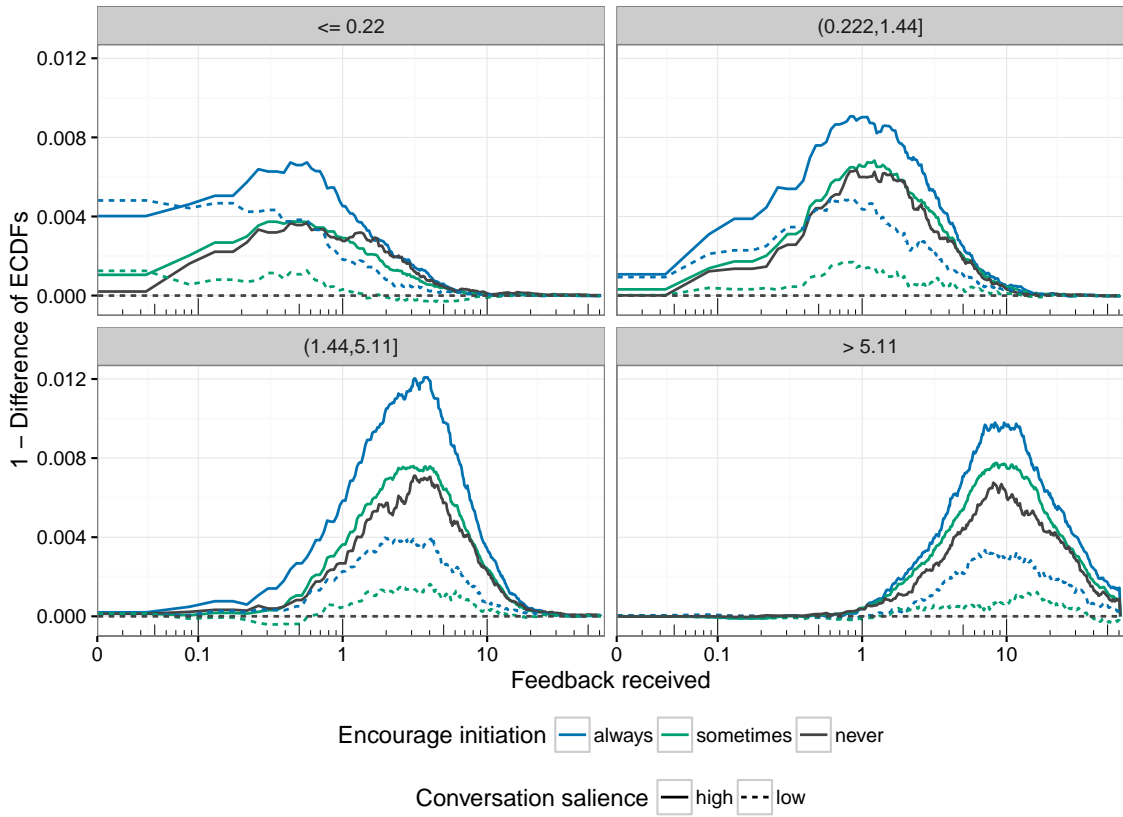 <= 0.22
(0.222,1.44]
0.012
0.008
0.004
0.000
(1.44,5.11]
> 5.11
0.012
0.008
0.004
0.000
1 − Difference of ECDFs
0 0.1 1 10 0 0.1 1 10
Feedback received
Encourage initiation always sometimes never
Conversation salience high low